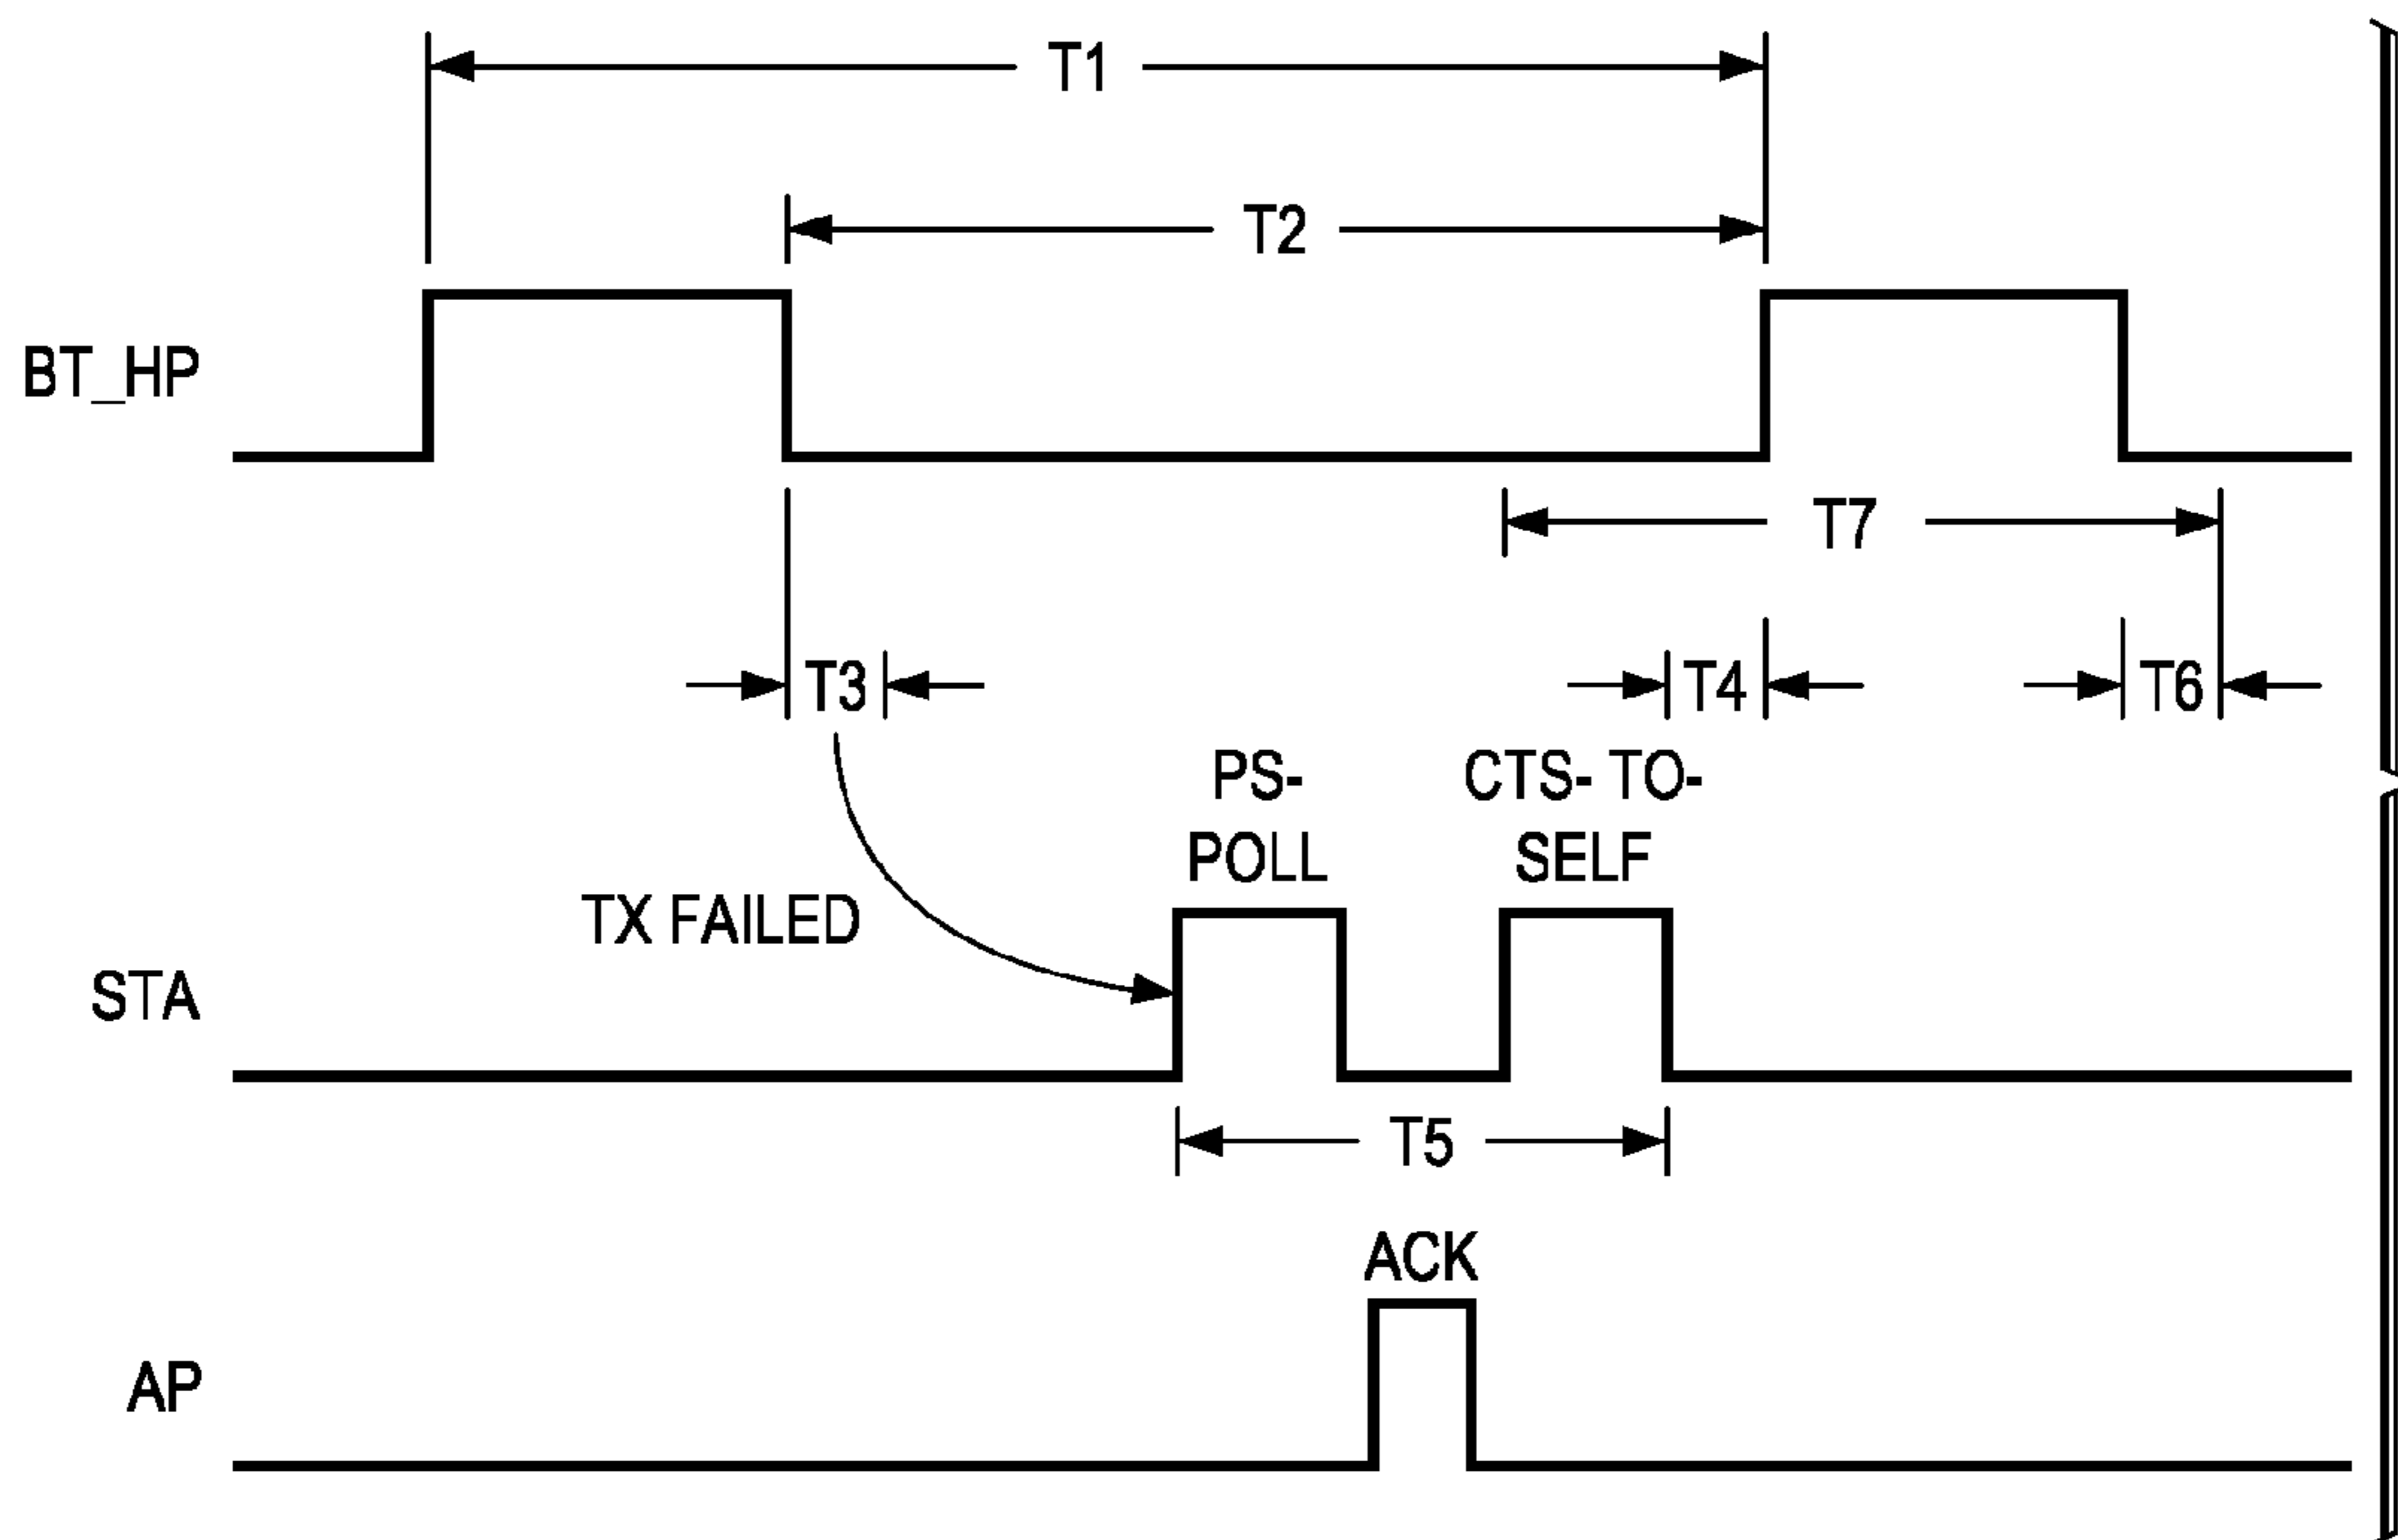 T1
T2
BT_HP
T7
T3
T4
T6
PS-
POLL
CTS- TO-
SELF
TX FAILED
STA
T5
ACK
AP